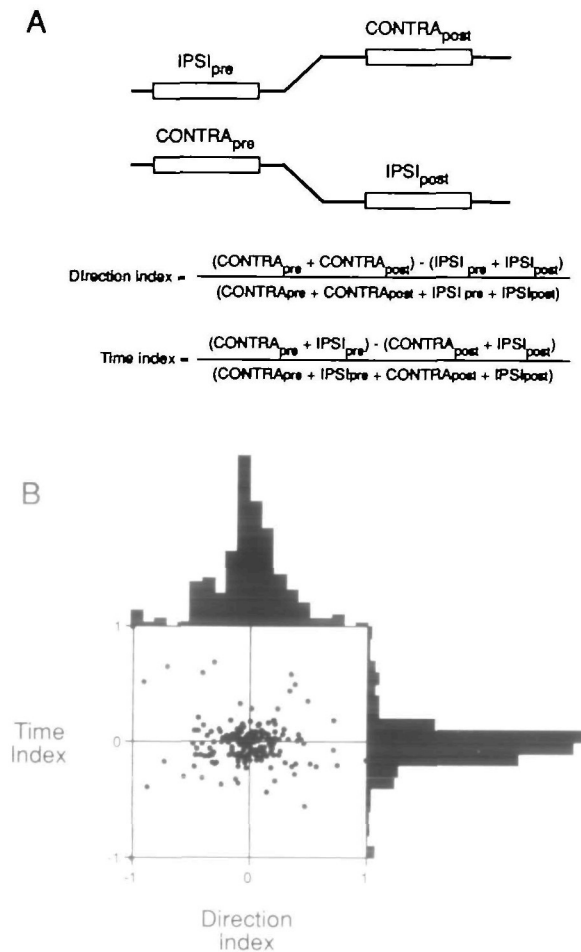 A
CONTRApost
IPSIpre
CONTRApre
IPSIpost
Direction index = (CONTRApre + CONTRApost) - (IPSIpre + IPSIpost)
(CONTRApre + CONTRApost + IPSIpre + IPSIpost)
Time index = (CONTRApre + IPSIpre) - (CONTRApost + IPSIpost)
(CONTRApre + IPSIpre + CONTRApost + IPSIpost)
B
1
Time
Index
0
-1
-1 0 1
Direction
Index